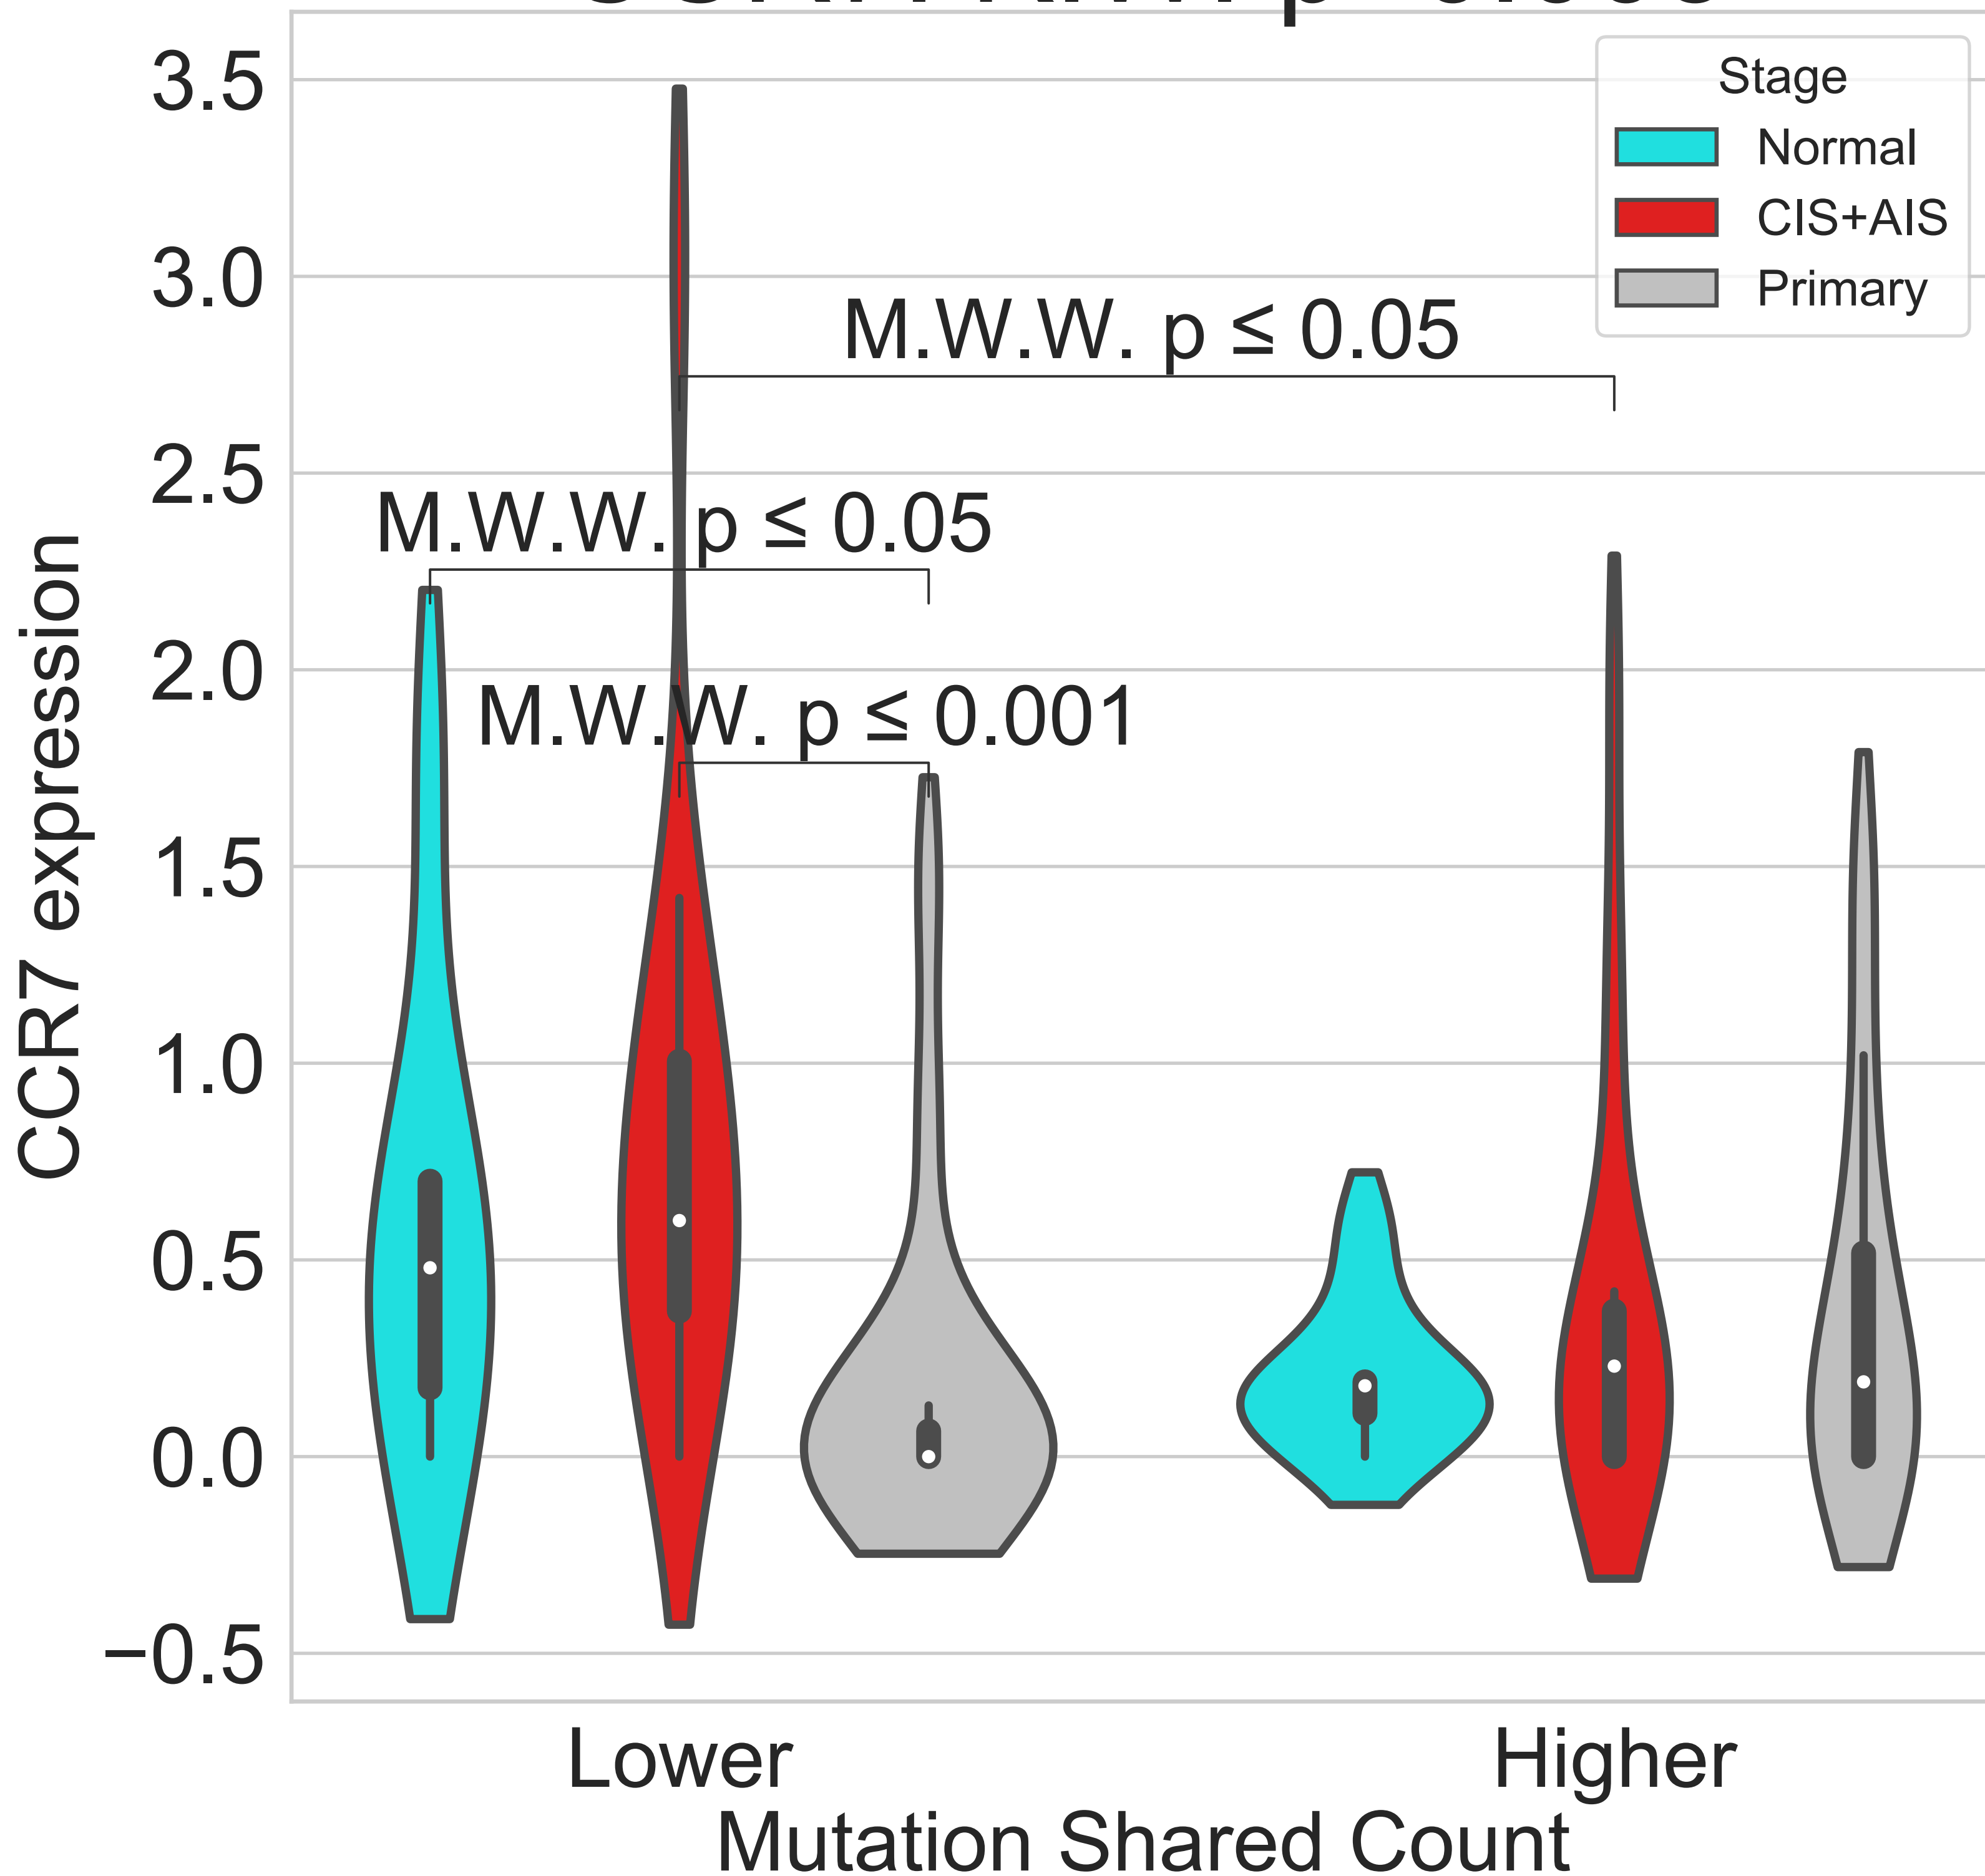 3.5
3.0
2.5
2.0
1.5
1.0
0.5
0.0
−0.5
CCR7 expression
Stage
Normal
CIS+AIS
Primary
M.W.W. p ≤ 0.05
M.W.W. p ≤ 0.05
M.W.W. p ≤ 0.001
Lower
Higher
Mutation Shared Count